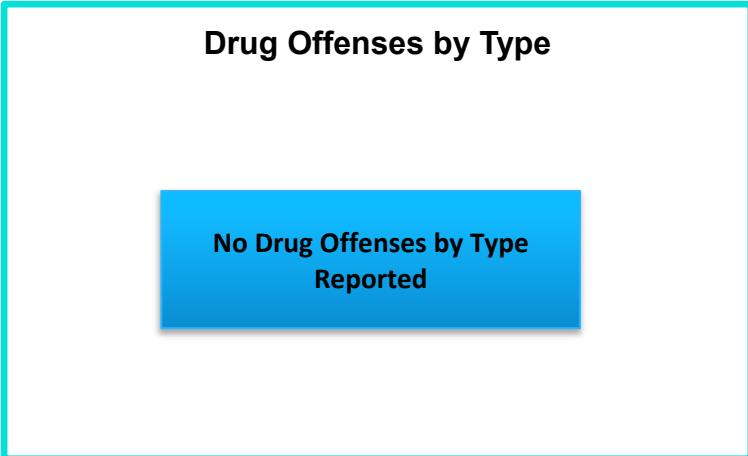 Drug Offenses by Type
No Drug Offenses by Type
Reported